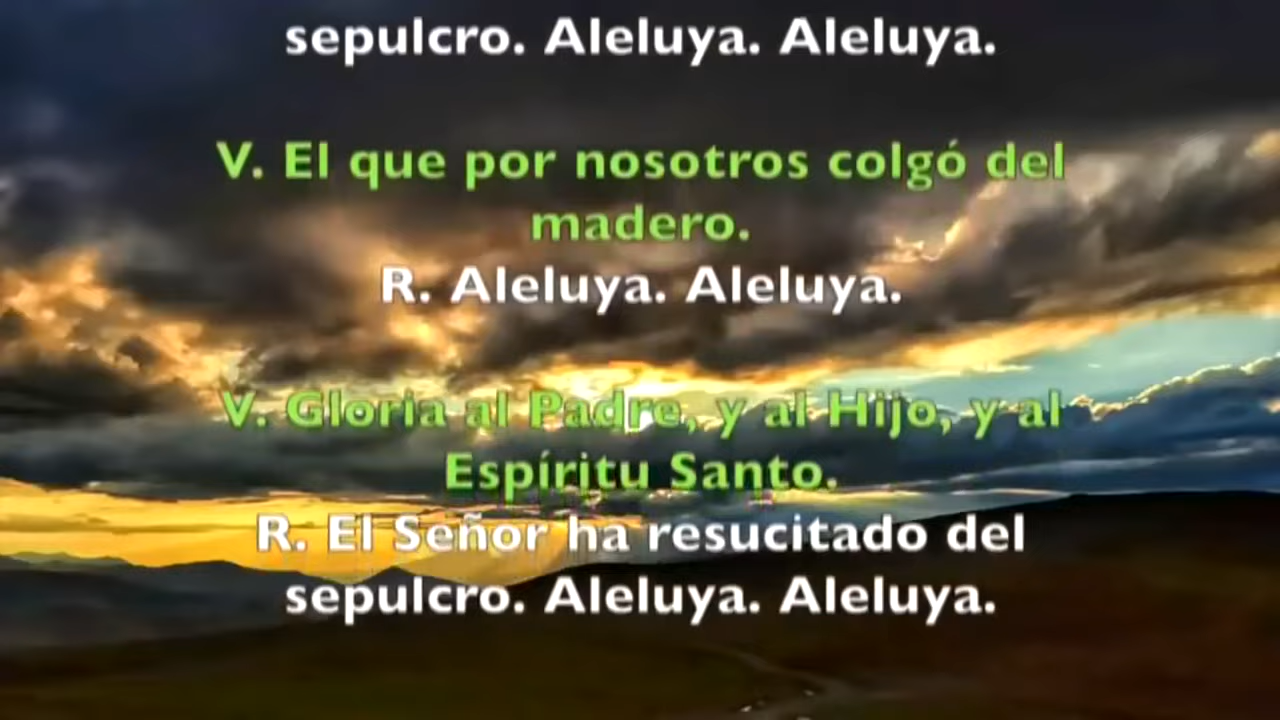 sepulcro. Aleluya. Aleluya.
V. El que por nosotros colgó del
madero.
R. Aleluya. Aleluya.
V. Gloria al Padre, y al Hijo, y al
Espíritu Santo.
R. El Señor ha resucitado del
sepulcro. Aleluya. Aleluya.